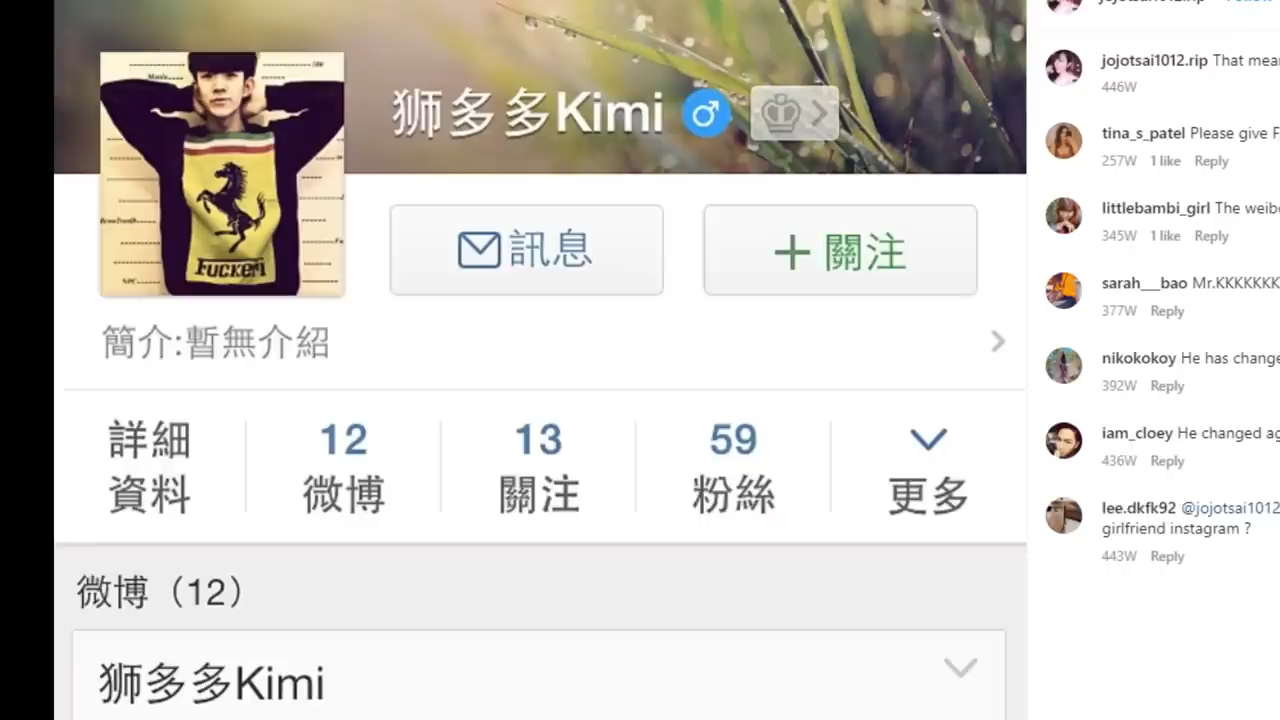 狮多多Kimi
訊息
關注
FUCKERI
簡介:暫無介紹
詳細
資料
12
微博
13
關注
59
粉絲
更多
微博（12）
狮多多Kimi
jojotsai1012.rip That mean
446W
tina_s_patel Please give F
257W 1 like Reply
littlebambi_girl The weibo
345W 1 like Reply
sarah___bao Mr.KKKKKKK
377W Reply
nikokokoy He has change
392W Reply
iam_cloey He changed ag
436W Reply
lee.dkfk92 @jojotsai1012
girlfriend instagram ?
443W Reply